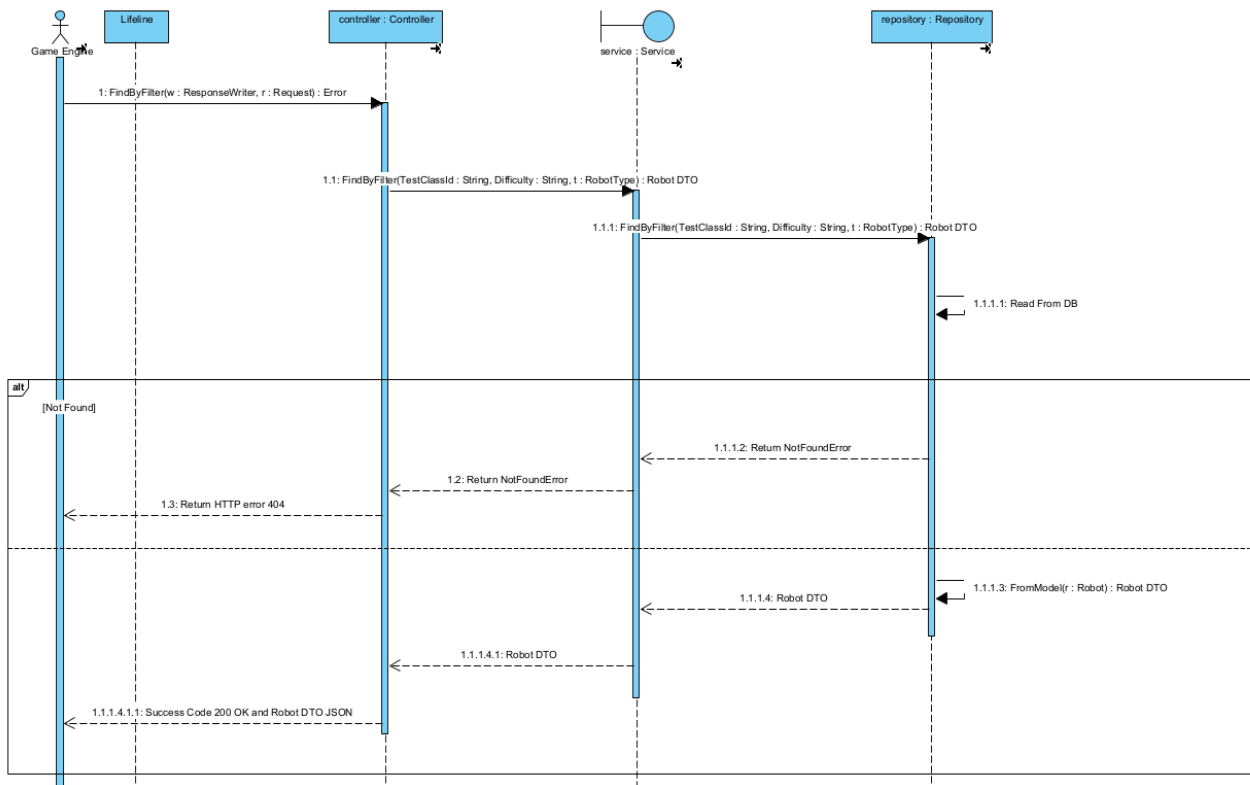 Game Engine
Lifeline
controller : Controller
service : Service
repository : Repository
1: FindByFilter(w : ResponseWriter, r : Request) : Error
1.1: FindByFilter(TestClassId : String, Difficulty : String, t : RobotType) : Robot DTO
1.1.1: FindByFilter(TestClassId : String, Difficulty : String, t : RobotType) : Robot DTO
1.1.1.1: Read From DB
alt
[Not Found]
1.1.1.2: Return NotFoundError
1.2: Return NotFoundError
1.3: Return HTTP error 404
1.1.1.3: FromModel(r : Robot) : Robot DTO
1.1.1.4: Robot DTO
1.1.1.4.1: Robot DTO
1.1.1.4.1.1: Success Code 200 OK and Robot DTO JSON